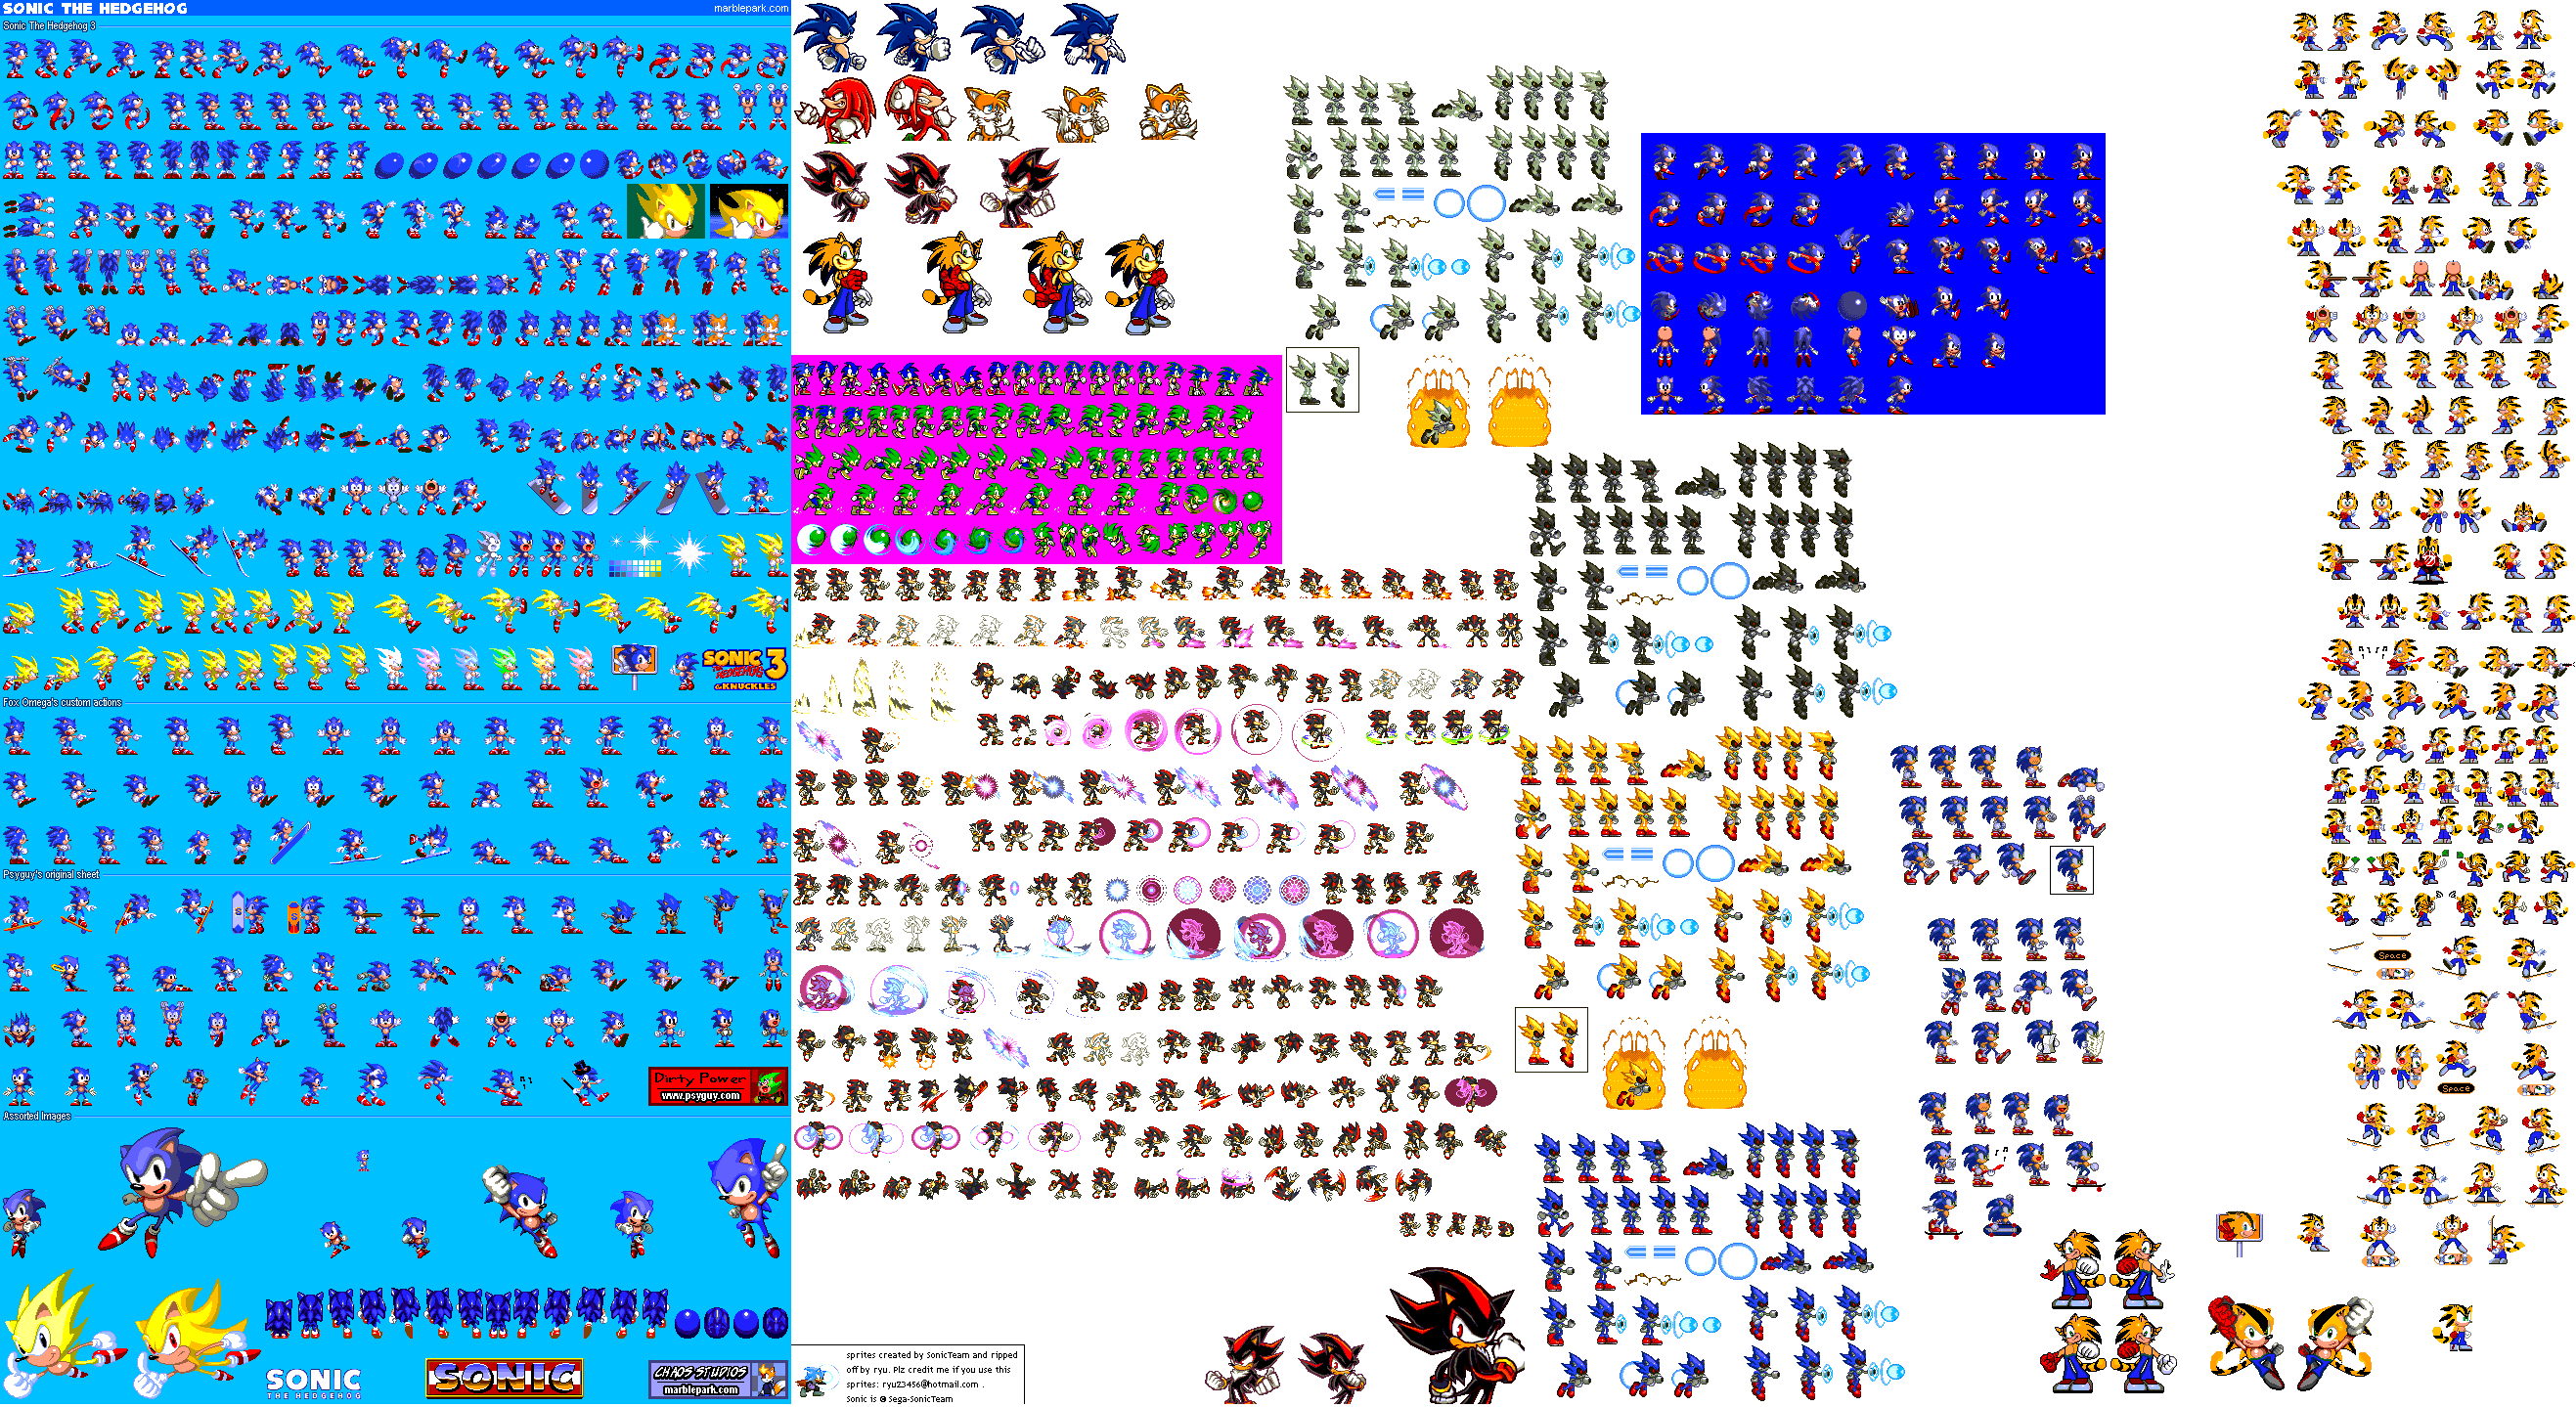 SONIC THE HEDGEHOG
marblepark.com
Sonic The Hedgehog 3
SONIC
HEDGEHOG
3
& KNUCKLES
Fox Omega's custom actions
Psyguy's original sheet
Dirty Power
www.psyguy.com
Assorted Images
SONIC
THE HEDGEHOG
SONIC
CHAOS STUDIOS
marblepark.com
sprites created by SonicTeam and ripped
off by ryu. Plz credit me if you use this
sprites: ryu23456@hotmail.com .
Sonic is © Sega-SonicTeam
Space
Space